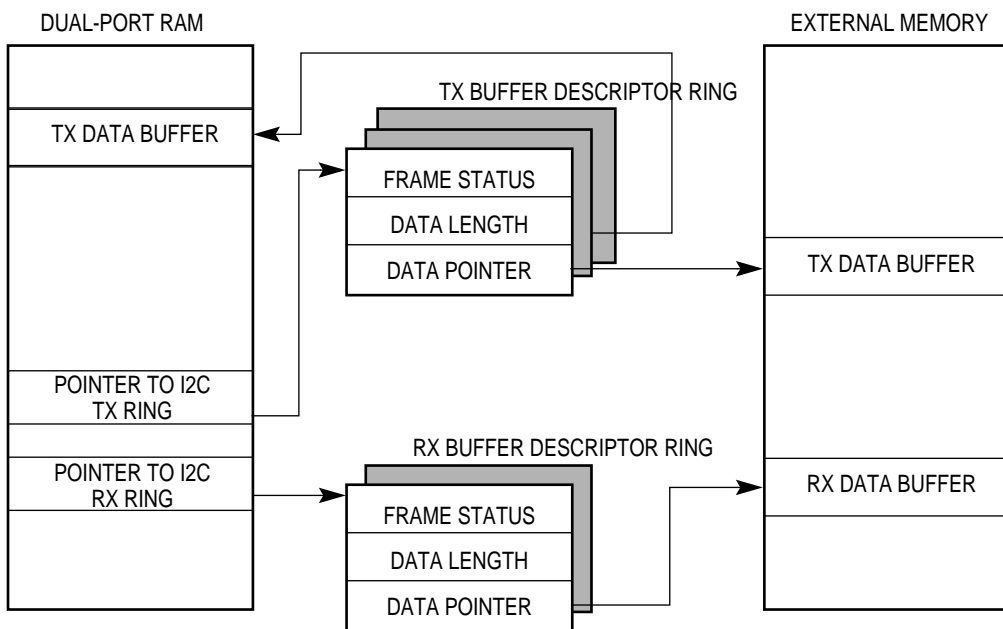 DUAL-PORT RAM
EXTERNAL MEMORY
TX BUFFER DESCRIPTOR RING
TX DATA BUFFER
FRAME STATUS
DATA LENGTH
DATA POINTER
TX DATA BUFFER
POINTER TO I2C
TX RING
RX BUFFER DESCRIPTOR RING
POINTER TO I2C
RX RING
RX DATA BUFFER
FRAME STATUS
DATA LENGTH
DATA POINTER